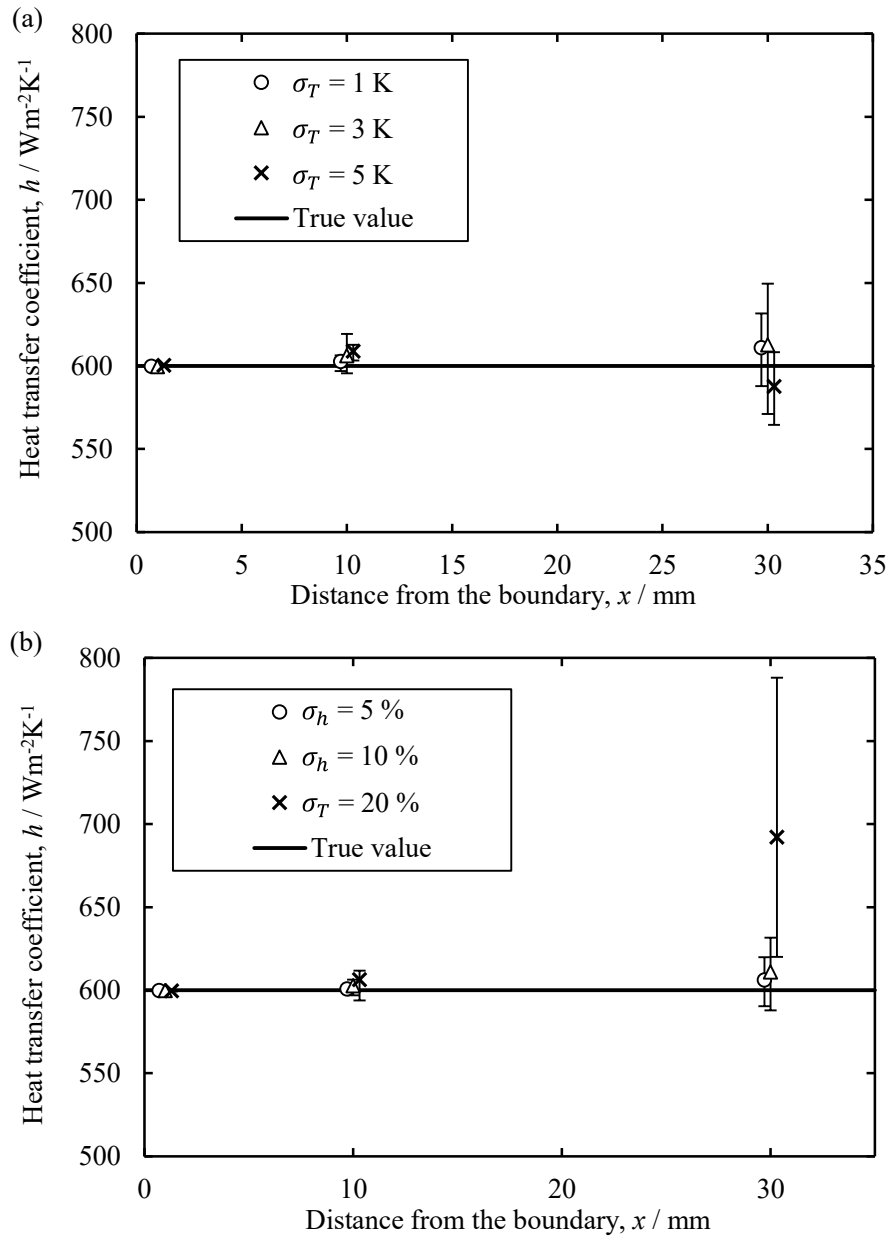 (a)
800
750
700
650
600
550
500
Heat transfer coefficient, h / Wm-2K-1
σT = 1 K
σT = 3 K
σT = 5 K
True value
0 5 10 15 20 25 30 35
Distance from the boundary, x / mm
(b)
800
750
700
650
600
550
500
Heat transfer coefficient, h / Wm-2K-1
σh = 5 %
σh = 10 %
σT = 20 %
True value
0 10 20 30
Distance from the boundary, x / mm